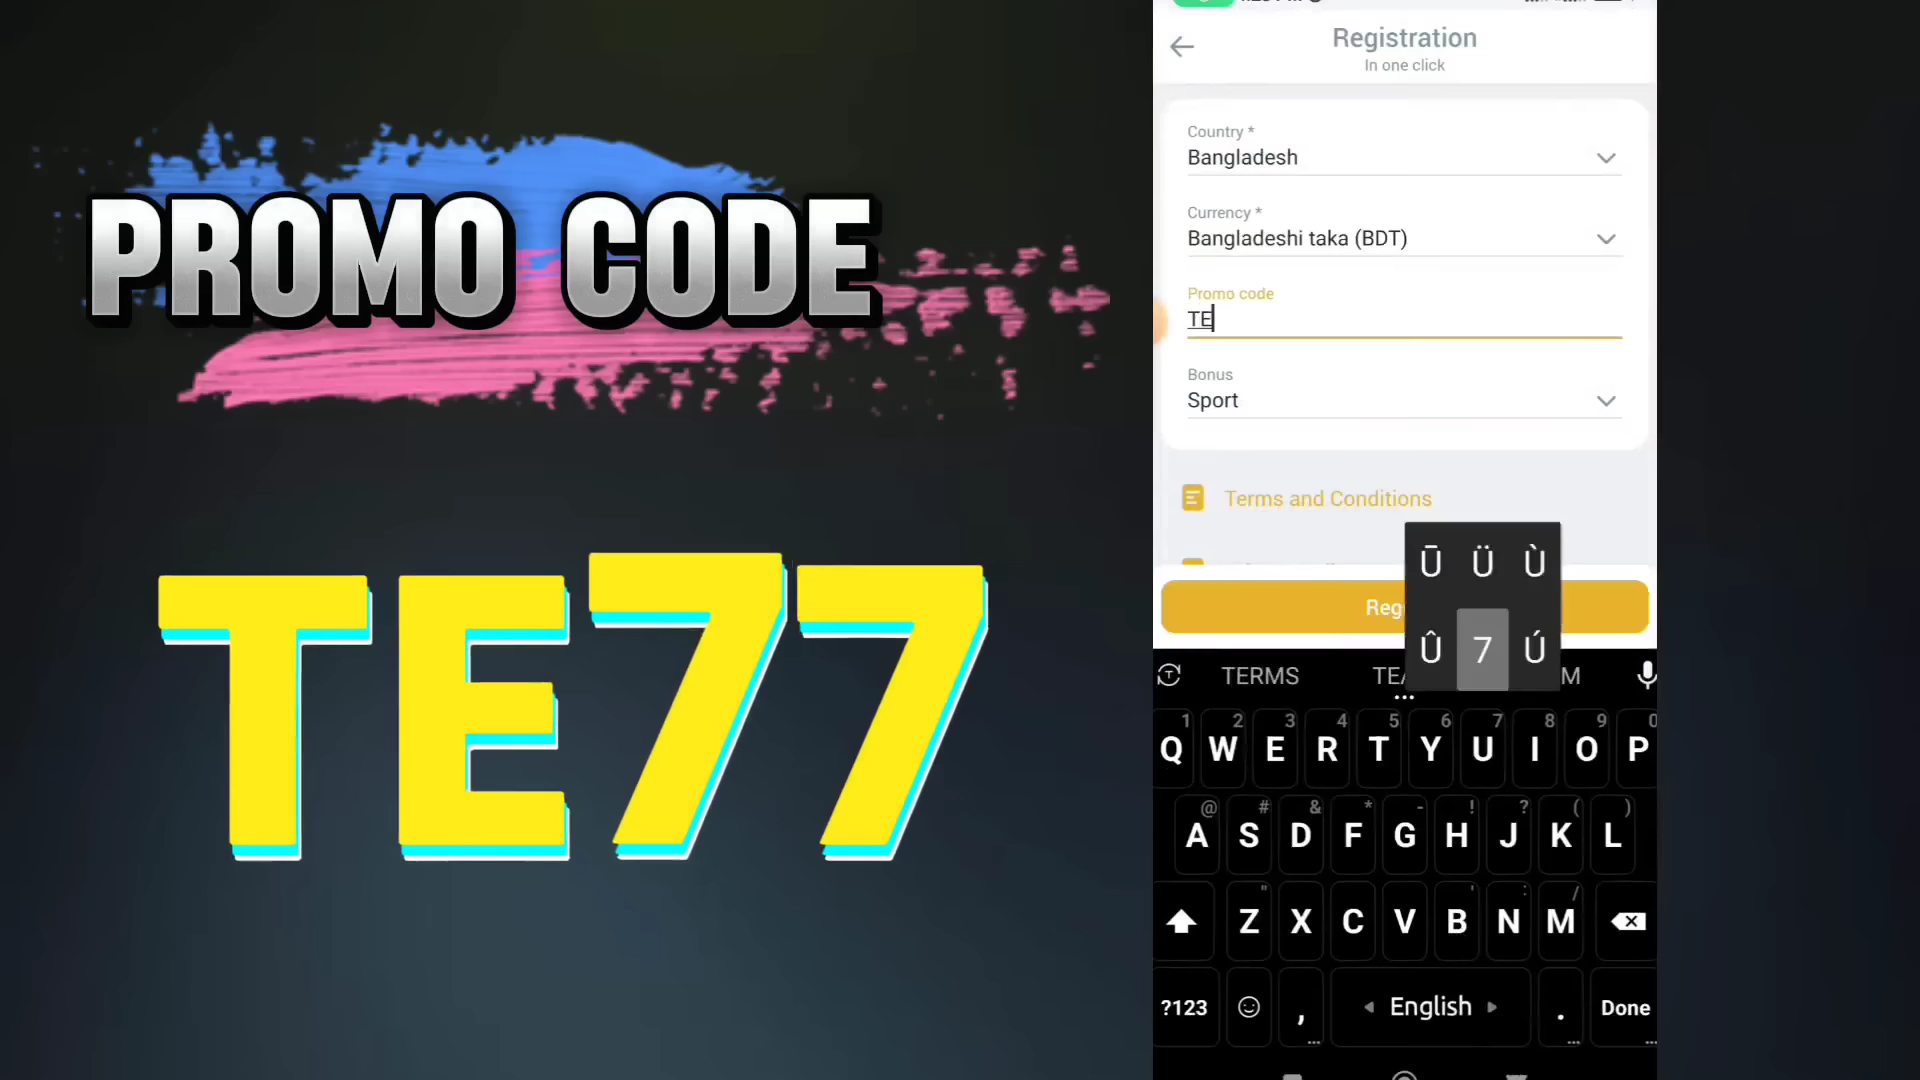 PROMO CODE
TE77
Registration
In one click
Country *
Bangladesh
Currency *
Bangladeshi taka (BDT)
Promo code
TE
Bonus
Sport
Terms and Conditions
Ū Ü Ù
Reg
Û 7 Ú
TERMS
1 2 3 4 5 6 7 8 9 0
Q W E R T Y U I O P
@ # & * - ! ? ( )
A S D F G H J K L
" ' : /
Z X C V B N M
?123 , English . Done